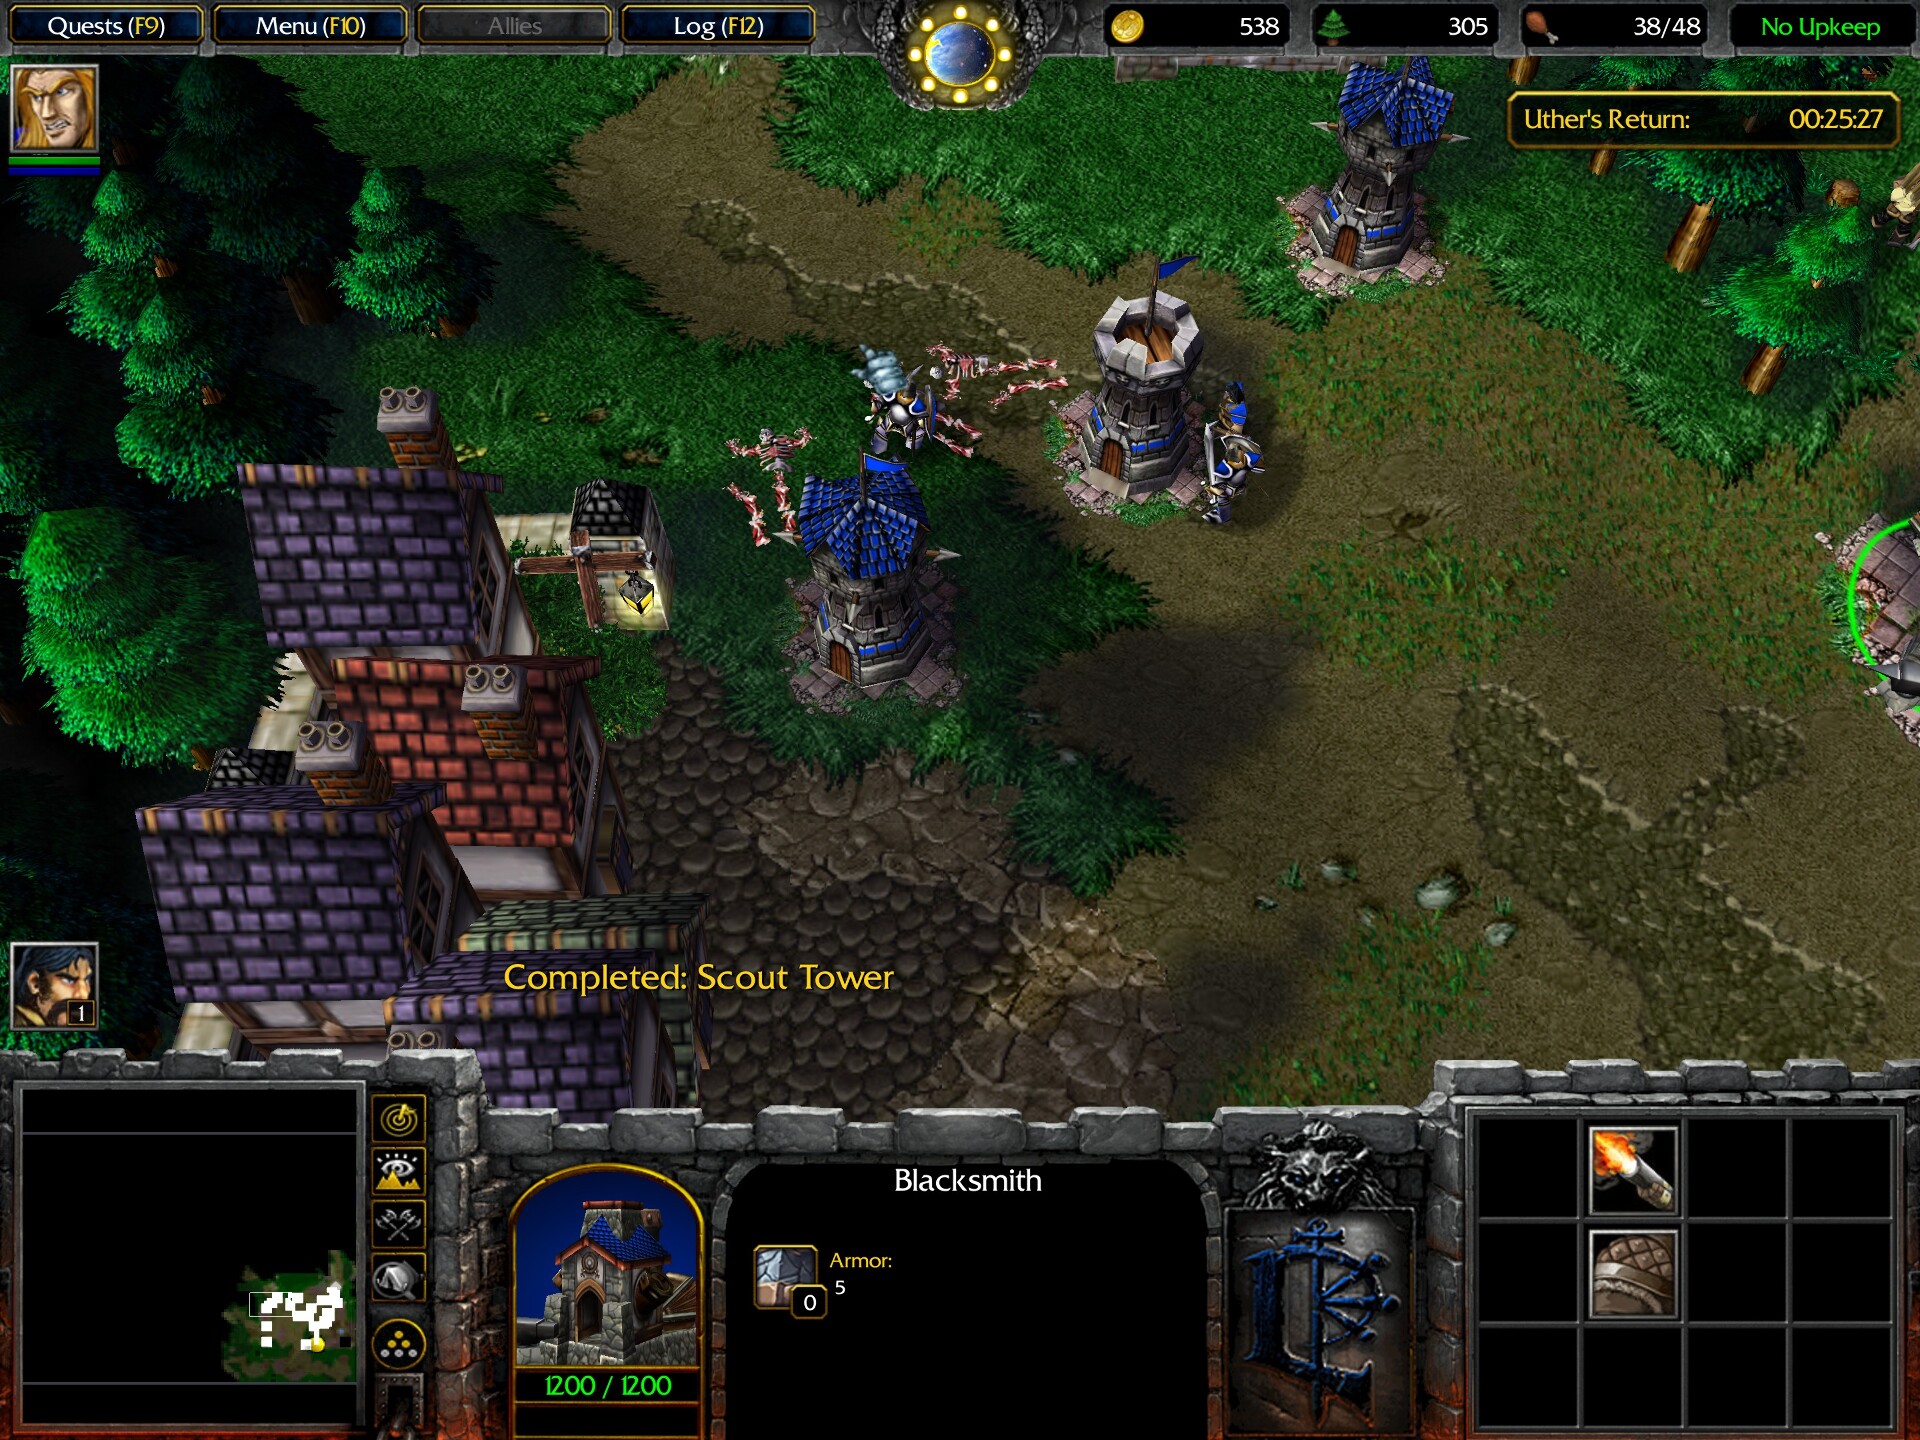 Quests (F9)
Menu (F10)
Allies
Log (F12)
538
305
38/48
No Upkeep
Uther's Return: 00:25:27
Completed: Scout Tower
1
Blacksmith
Armor:
5
0
1200 / 1200